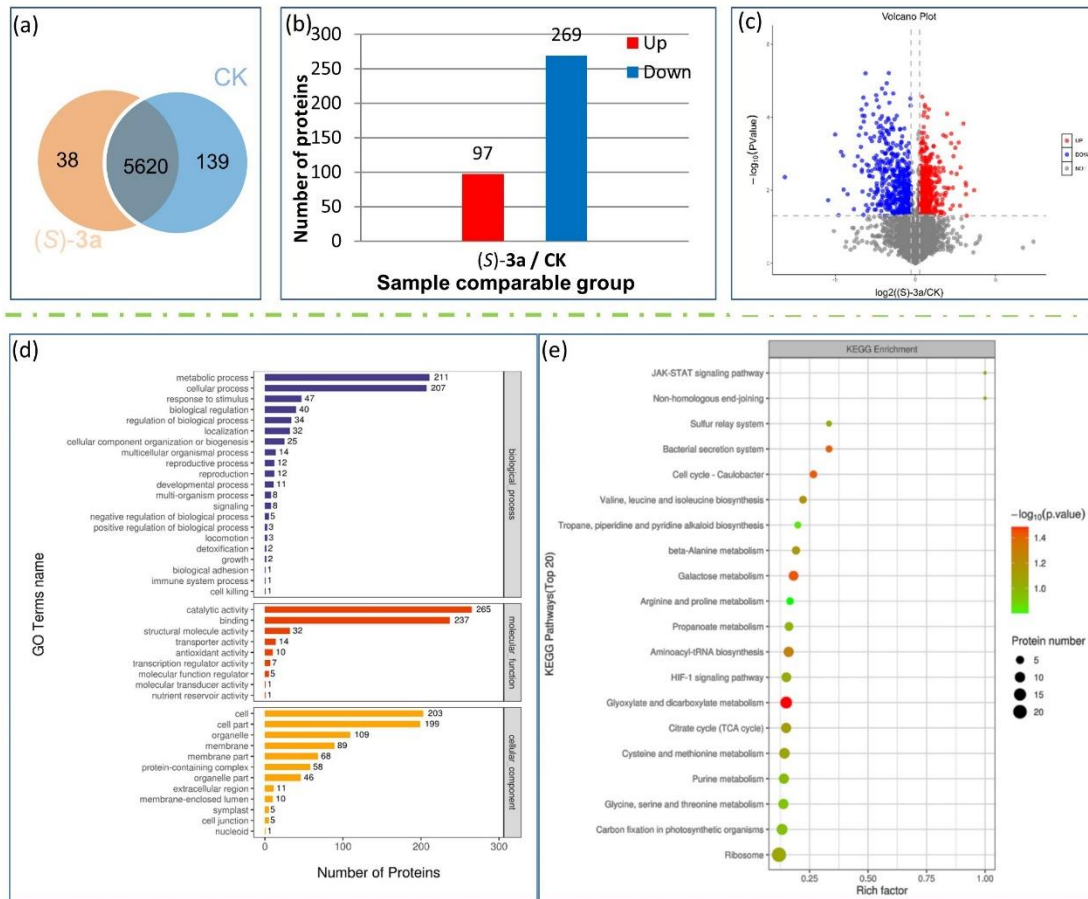 (a)
CK
38
5620
139
(S)-3a
(b)
Number of proteins
300
250
200
150
100
50
0
97
269
Up
Down
(S)-3a / CK
Sample comparable group
(c)
Volcano Plot
−log10(PValue)
UP
log2((S)-3a/CK)
(d)
GO Terms name
metabolic process 211
cellular process 207
response to stimulus 47
biological regulation 40
regulation of biological process 34
localization 32
cellular component organization or biogenesis 25
multicellular organismal process 14
reproductive process 12
reproduction 12
developmental process 11
multi-organism process 8
signaling 8
negative regulation of biological process 5
positive regulation of biological process 3
locomotion 3
detoxification 2
growth 2
biological adhesion 1
immune system process 1
cell killing 1
biological_process
catalytic activity 265
binding 237
structural molecule activity 32
transporter activity 14
antioxidant activity 10
transcription regulator activity 7
molecular function regulator 5
molecular transducer activity 1
nutrient reservoir activity 1
molecular_function
cell 203
cell part 199
organelle 109
membrane 89
membrane part 68
protein-containing complex 58
organelle part 46
extracellular region 11
membrane-enclosed lumen 10
symplast 5
cell junction 5
nucleoid 1
cellular_component
0 100 200 300
Number of Proteins
(e)
KEGG Enrichment
KEGG Pathways(Top 20)
JAK-STAT signaling pathway
Non-homologous end-joining
Sulfur relay system
Bacterial secretion system
Cell cycle - Caulobacter
Valine, leucine and isoleucine biosynthesis
Tropane, piperidine and pyridine alkaloid biosynthesis
beta-Alanine metabolism
Galactose metabolism
Arginine and proline metabolism
Propanoate metabolism
Aminoacyl-tRNA biosynthesis
HIF-1 signaling pathway
Glyoxylate and dicarboxylate metabolism
Citrate cycle (TCA cycle)
Cysteine and methionine metabolism
Purine metabolism
Glycine, serine and threonine metabolism
Carbon fixation in photosynthetic organisms
Ribosome
0.25 0.50 0.75 1.00
Rich factor
−log10(p.value)
1.4
1.2
1.0
Protein number
5
10
15
20